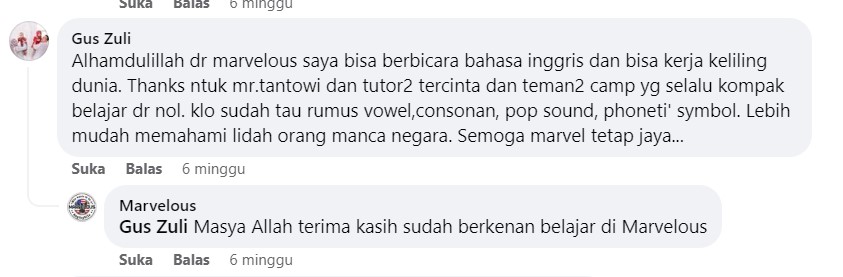 Suka Balas 6 minggu
Gus Zuli
Alhamdulillah dr marvelous saya bisa berbicara bahasa inggris dan bisa kerja keliling
dunia. Thanks ntuk mr.tantowi dan tutor2 tercinta dan teman2 camp yg selalu kompak
belajar dr nol. klo sudah tau rumus vowel,consonan, pop sound, phoneti' symbol. Lebih
mudah memahami lidah orang manca negara. Semoga marvel tetap jaya...
Suka Balas 6 minggu
Marvelous
Gus Zuli Masya Allah terima kasih sudah berkenan belajar di Marvelous
Suka Balas 6 minggu